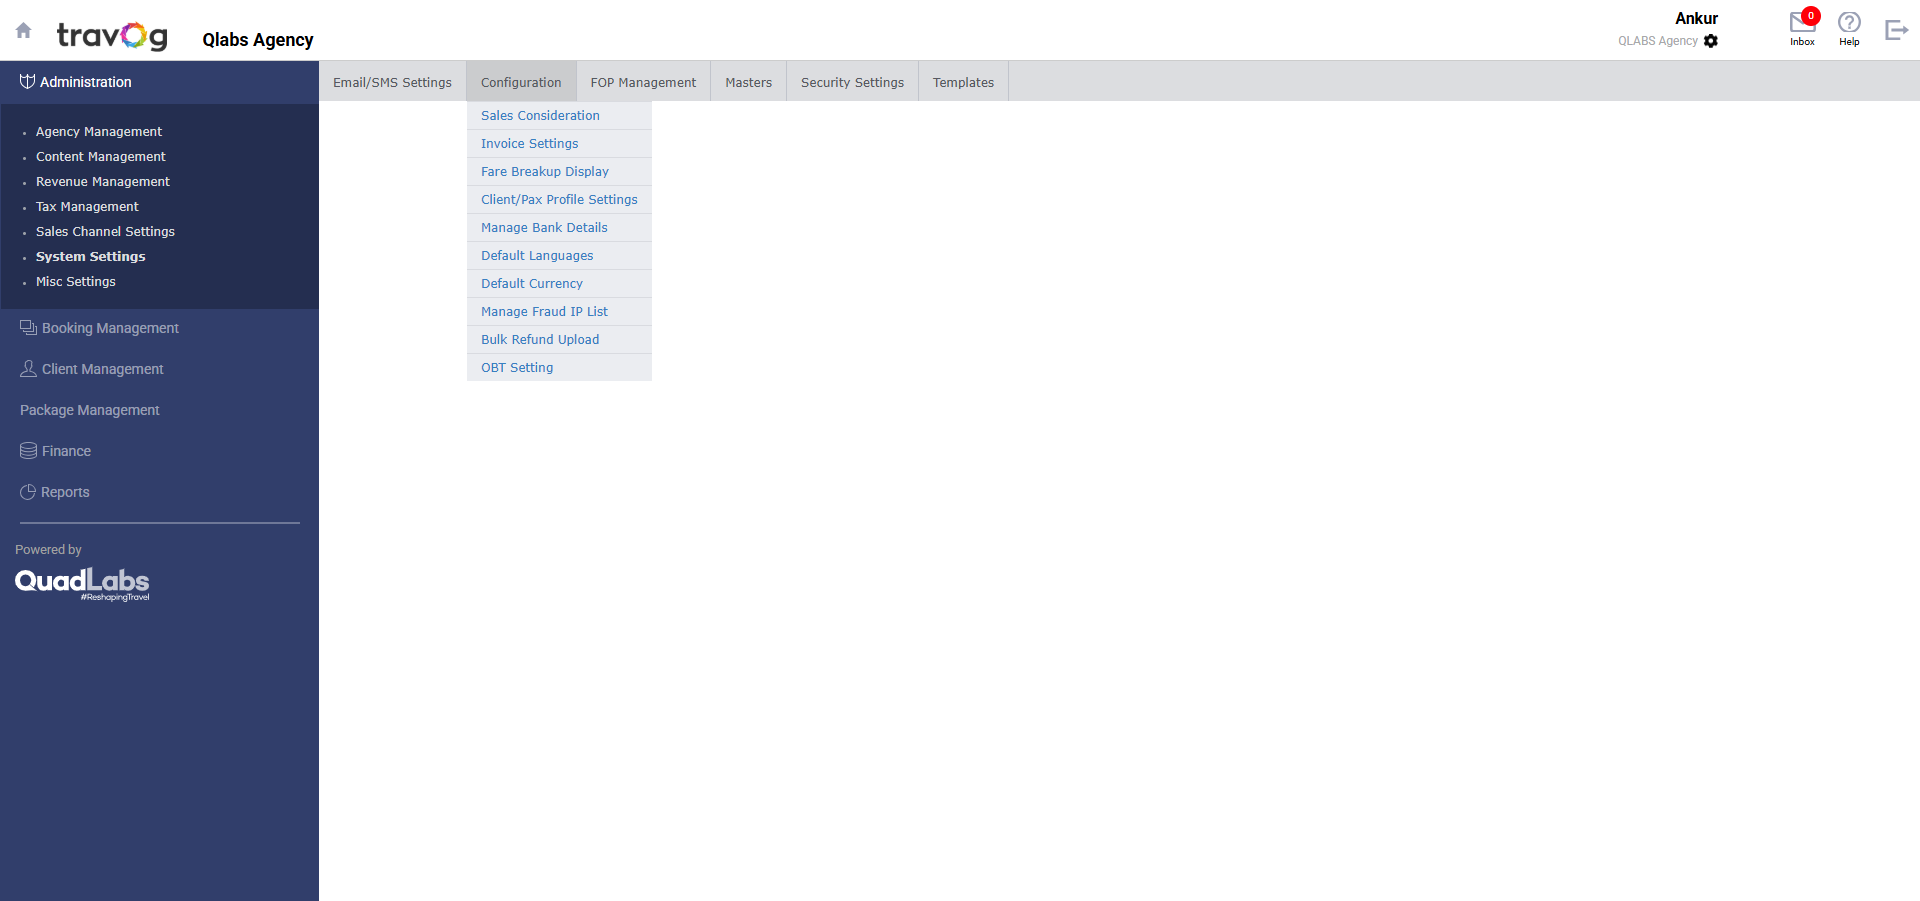 travog
Qlabs Agency
Ankur
QLABS Agency
0
Inbox
Help
Administration
Agency Management
Content Management
Revenue Management
Tax Management
Sales Channel Settings
System Settings
Misc Settings
Booking Management
Client Management
Package Management
Finance
Reports
Powered by
QuadLabs
#ReshapingTravel
Email/SMS Settings
Configuration
FOP Management
Masters
Security Settings
Templates
Sales Consideration
Invoice Settings
Fare Breakup Display
Client/Pax Profile Settings
Manage Bank Details
Default Languages
Default Currency
Manage Fraud IP List
Bulk Refund Upload
OBT Setting